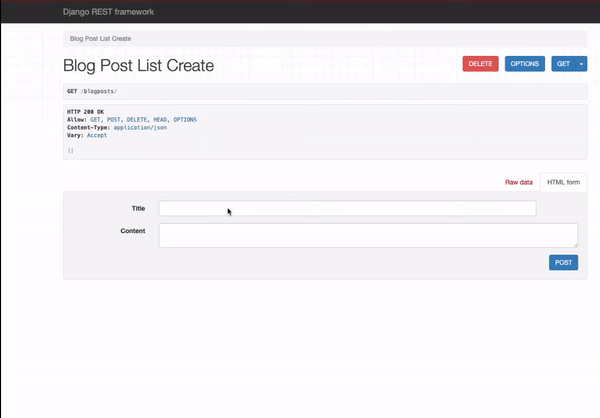 Django REST framework
Blog Post List Create
Blog Post List Create
DELETE
OPTIONS
GET
GET /blogposts/
HTTP 200 OK
Allow: GET, POST, DELETE, HEAD, OPTIONS
Content-Type: application/json
Vary: Accept
[]
Raw data
HTML form
Title
Content
POST